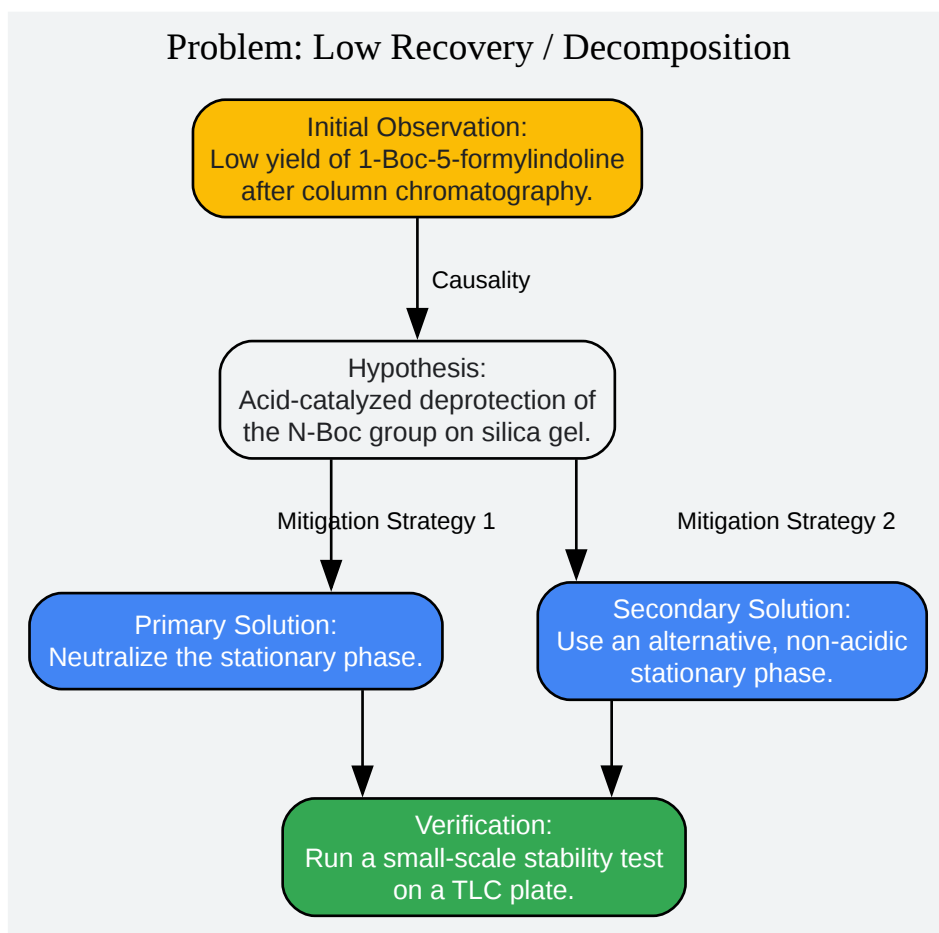 Problem: Low Recovery / Decomposition
Initial Observation:
Low yield of 1-Boc-5-formylindoline
after column chromatography.
Causality
Hypothesis:
Acid-catalyzed deprotection of
the N-Boc group on silica gel.
Mitigation Strategy 1
Mitigation Strategy 2
Primary Solution:
Neutralize the stationary phase.
Secondary Solution:
Use an alternative, non-acidic
stationary phase.
Verification:
Run a small-scale stability test
on a TLC plate.